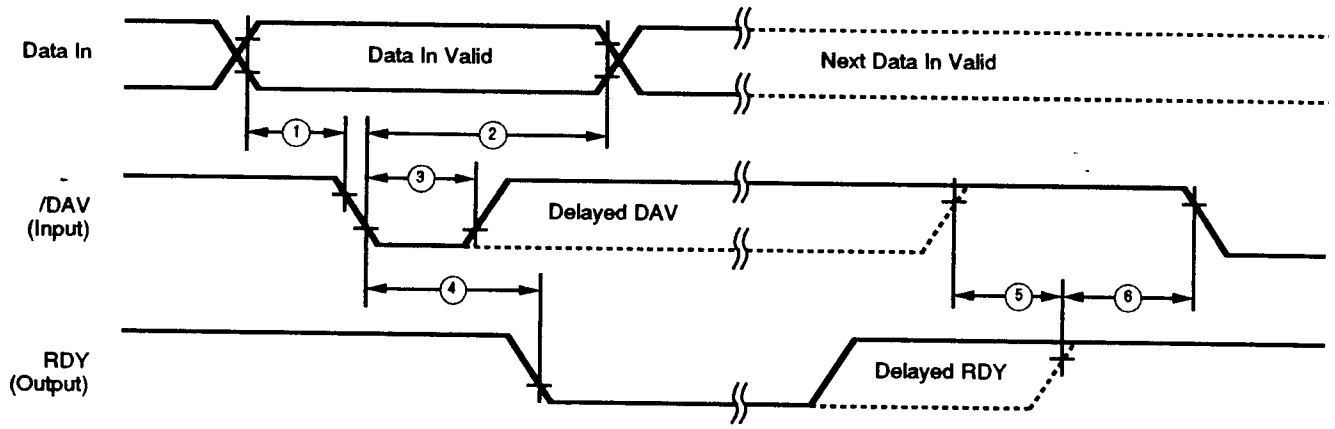 Data In
Data In Valid
Next Data In Valid
1
2
/DAV
(Input)
3
Delayed DAV
4
5
6
RDY
(Output)
Delayed RDY